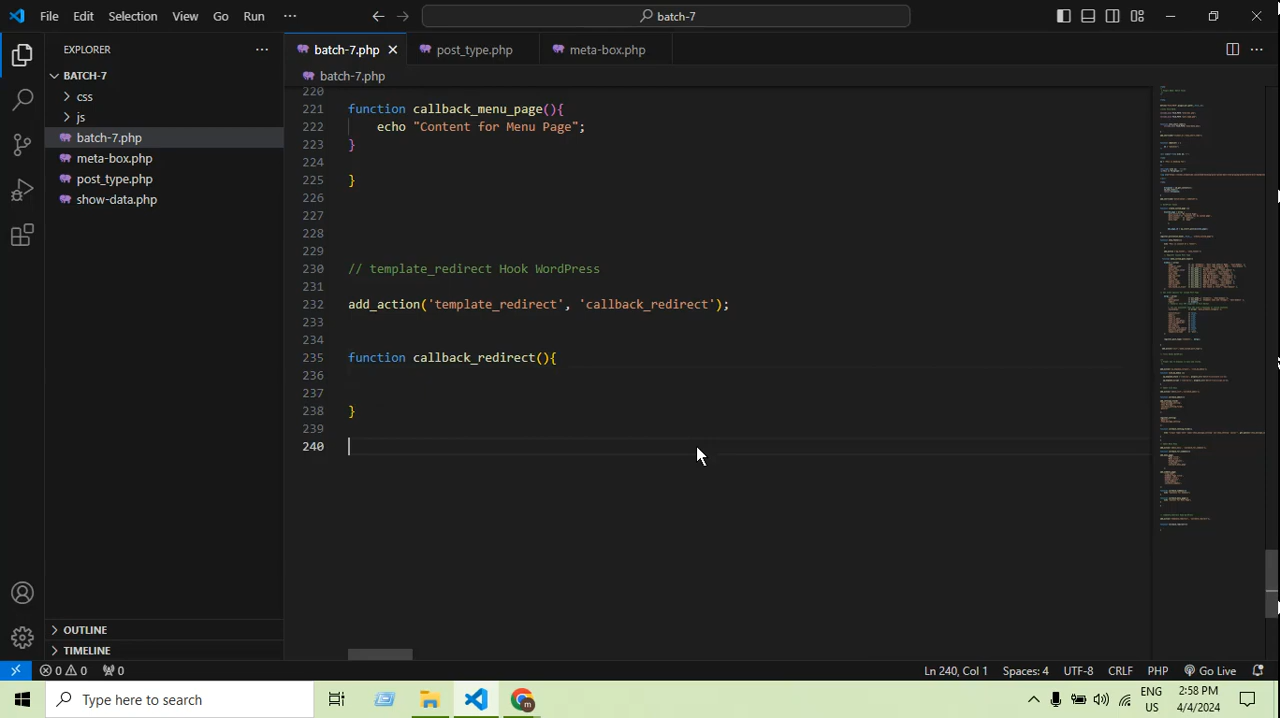 File Edit Selection View Go Run ··· batch-7
EXPLORER ···
BATCH-7
css
js
batch-7.php
meta-box.php
post_type.php
show-data.php
OUTLINE
TIMELINE
batch-7.php post_type.php meta-box.php ···
batch-7.php
220
221 function callback_menu_page(){
222 echo "Content for Menu Page";
223 }
224
225 }
226
227
228
229
230 // template_redirect Hook WordPress
231
232 add_action('template_redirect', 'callback_redirect');
233
234
235 function callback_redirect(){
236
237
238 }
239
240
0 0 0 Ln 240, Col 1 Spaces: 4 UTF-8 CRLF PHP Go Live
Type here to search
ENG
US
2:58 PM
4/4/2024